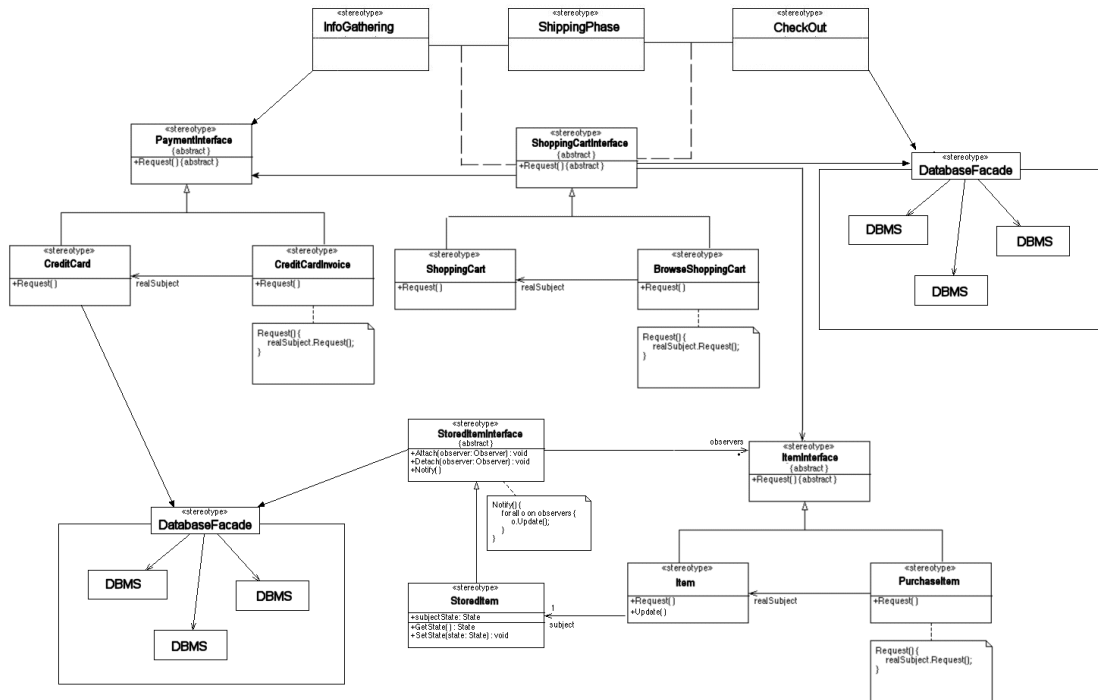 «stereotype»
InfoGathering
«stereotype»
ShippingPhase
«stereotype»
CheckOut
«stereotype»
PaymentInterface
{abstract }
+Request( ) {abstract }
«stereotype»
ShoppingCartInterface
{abstract }
+Request( ) {abstract }
«stereotype»
DatabaseFacade
DBMS
DBMS
DBMS
«stereotype»
CreditCard
+Request( )
realSubject
«stereotype»
CreditCardInvoice
+Request( )
«stereotype»
ShoppingCart
+Request( )
realSubject
«stereotype»
BrowseShoppingCart
+Request( )
Request() {
realSubject.Request();
}
Request() {
realSubject.Request();
}
«stereotype»
StoredItemInterface
{abstract }
+Attach(observer: Observer) : void
+Detach(observer: Observer) : void
+Notify( )
observers
*
«stereotype»
ItemInterface
{abstract }
+Request( ) {abstract }
Notify() {
for all o on observers {
o.Update();
}
}
«stereotype»
DatabaseFacade
DBMS
DBMS
DBMS
«stereotype»
StoredItem
+subjectState: State
+GetState( ) : State
+SetState(state: State) : void
1
subject
«stereotype»
Item
+Request( )
+Update( )
realSubject
«stereotype»
PurchaseItem
+Request( )
Request() {
realSubject.Request();
}